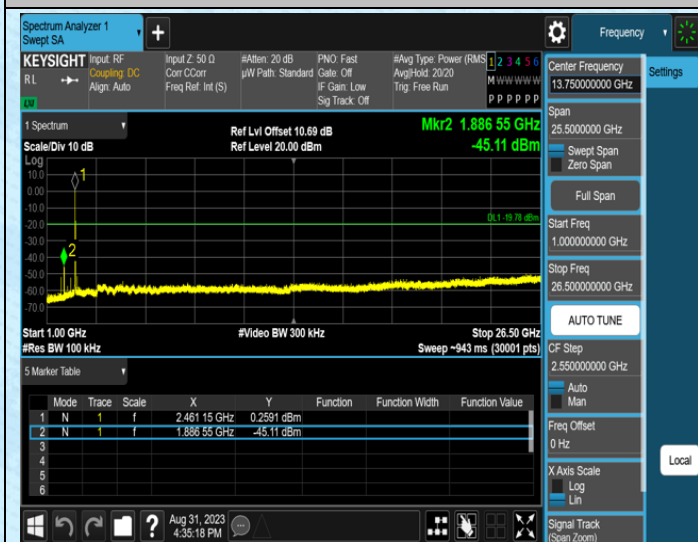 Spectrum Analyzer 1
Swept SA
Frequency
KEYSIGHT
Input: RF
Input Z: 50 Ω
#Atten: 20 dB
PNO: Fast
#Avg Type: Power (RMS
1 2 3 4 5 6
RL
Coupling: DC
Corr CCorr
µW Path: Standard
Gate: Off
Avg|Hold: 20/20
M W W W W W
Align: Auto
Freq Ref: Int (S)
IF Gain: Low
Trig: Free Run
P P P P P P
Sig Track: Off
1 Spectrum
Ref Lvl Offset 10.69 dB
Mkr2 1.886 55 GHz
Scale/Div 10 dB
Ref Level 20.00 dBm
-45.11 dBm
Log
10.0
1
0.00
-10.0
DL1 -19.78 dBm
-20.0
-30.0
2
-40.0
-50.0
-60.0
-70.0
Start 1.00 GHz
#Video BW 300 kHz
Stop 26.50 GHz
#Res BW 100 kHz
Sweep ~943 ms (30001 pts)
5 Marker Table
Mode Trace Scale X Y Function Function Width Function Value
1 N 1 f 2.461 15 GHz 0.2591 dBm
2 N 1 f 1.886 55 GHz -45.11 dBm
3
4
5
6
?
Aug 31, 2023
4:35:18 PM
Center Frequency
13.750000000 GHz
Settings
Span
25.5000000 GHz
Swept Span
Zero Span
Full Span
Start Freq
1.000000000 GHz
Stop Freq
26.500000000 GHz
AUTO TUNE
CF Step
2.550000000 GHz
Auto
Man
Freq Offset
0 Hz
Local
X Axis Scale
Log
Lin
Signal Track
(Span Zoom)